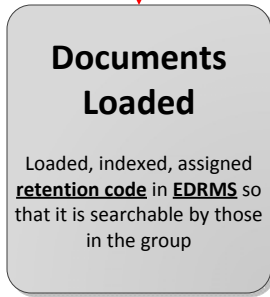 Documents
Loaded
Loaded, indexed, assigned
retention code in EDRMS so
that it is searchable by those
in the group